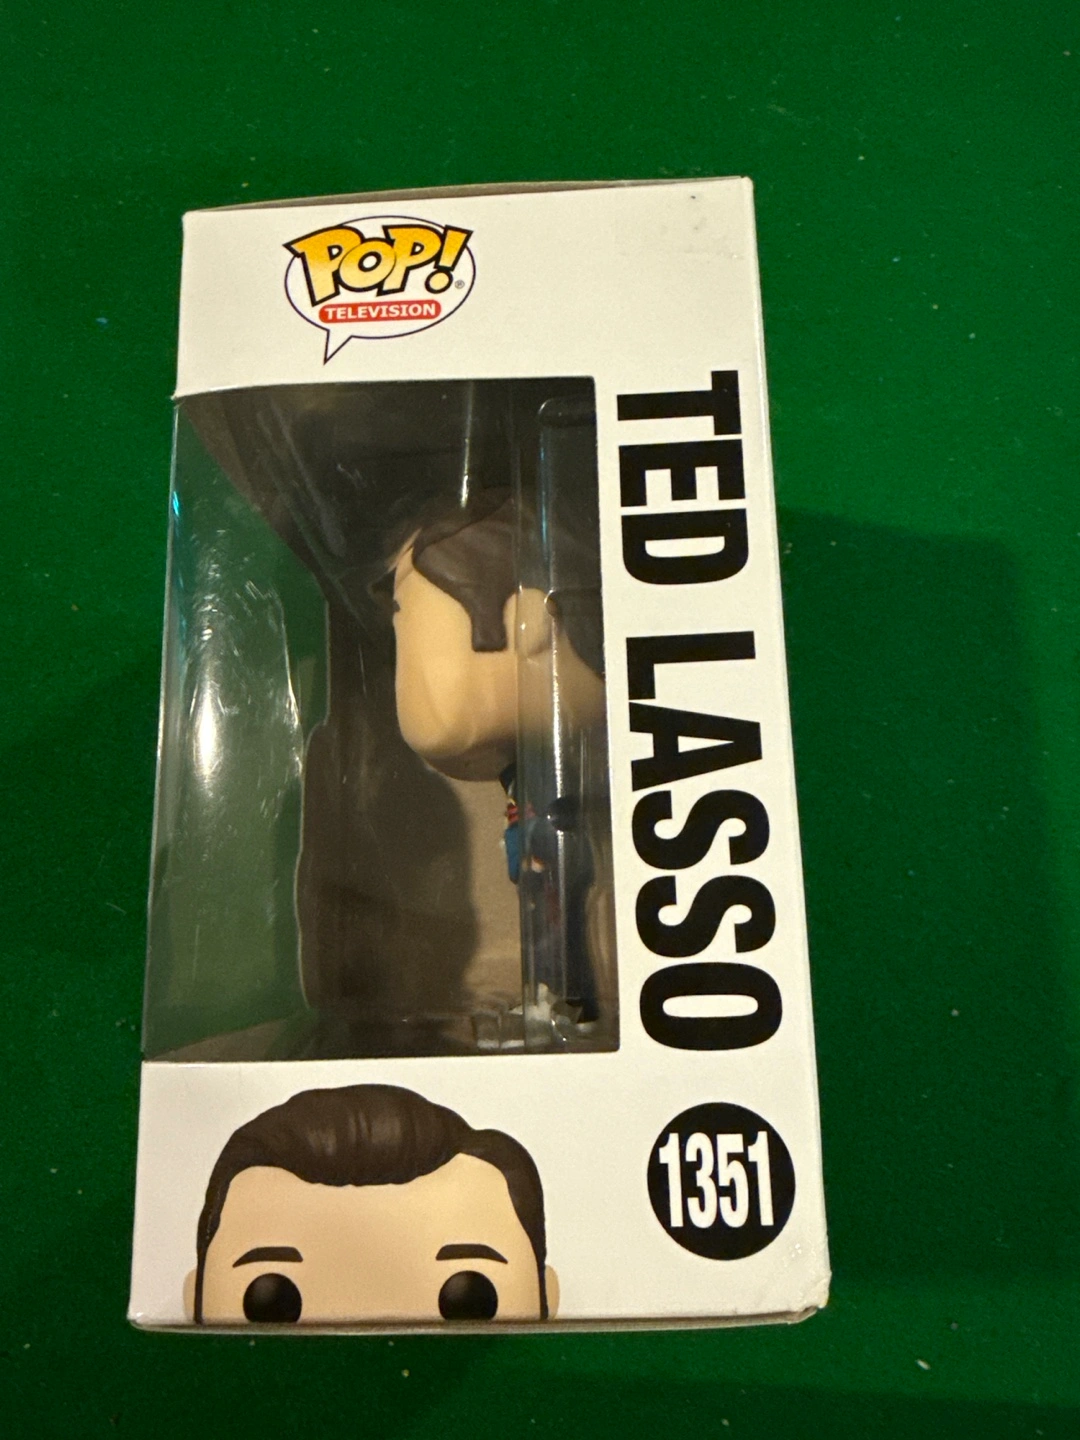 POP!
TELEVISION
TED LASSO
1351